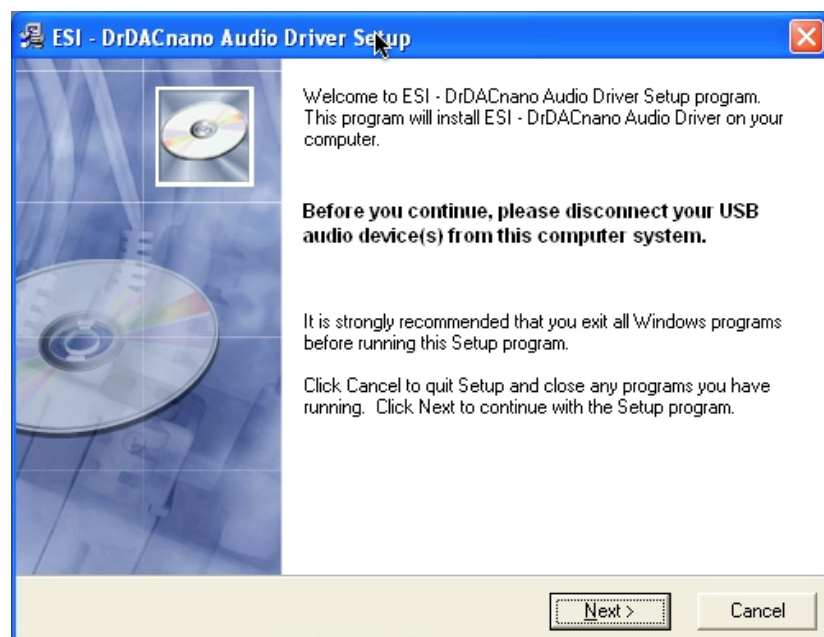 ESI - DrDACnano Audio Driver Setup
Welcome to ESI - DrDACnano Audio Driver Setup program.
This program will install ESI - DrDACnano Audio Driver on your
computer.
Before you continue, please disconnect your USB
audio device(s) from this computer system.
It is strongly recommended that you exit all Windows programs
before running this Setup program.
Click Cancel to quit Setup and close any programs you have
running. Click Next to continue with the Setup program.
Next >
Cancel